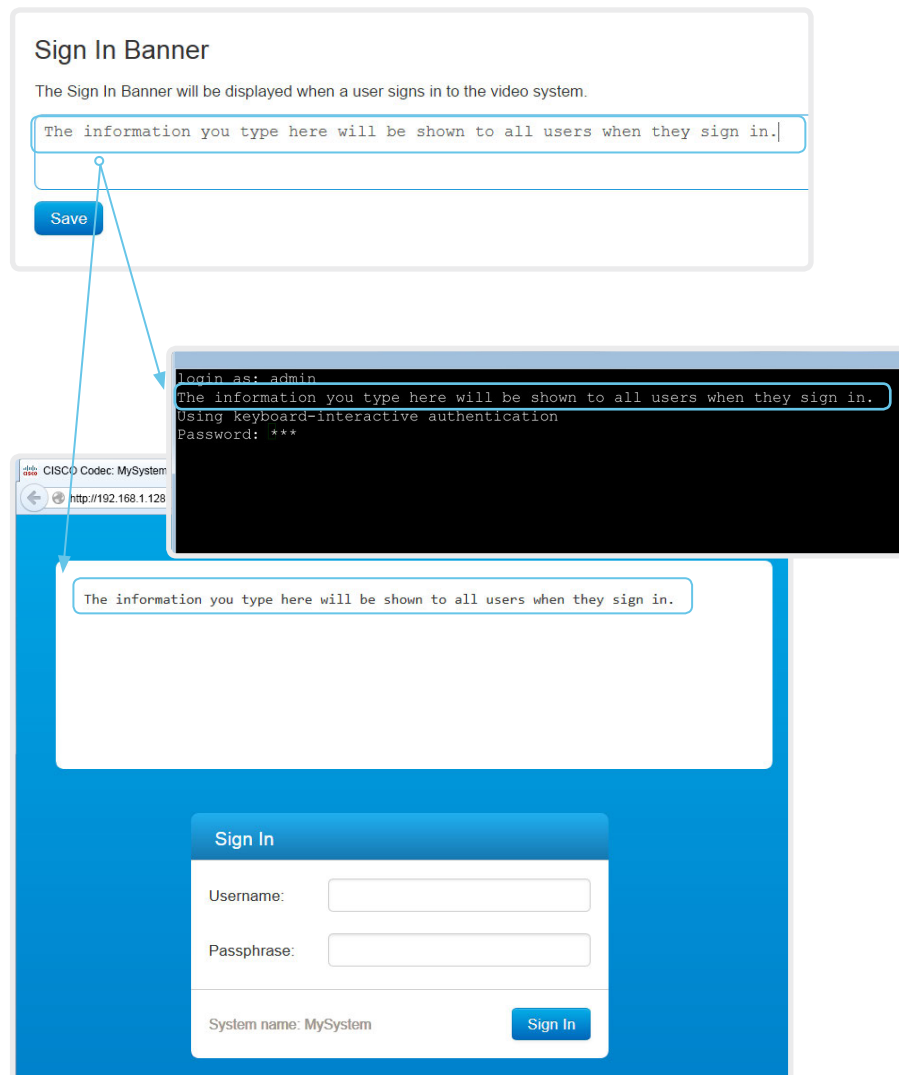 Sign In Banner
The Sign In Banner will be displayed when a user signs in to the video system.
The information you type here will be shown to all users when they sign in.
Save
login as: admin
The information you type here will be shown to all users when they sign in.
Using keyboard-interactive authentication
Password: ***
CISCO Codec: MySystem
http://192.168.1.128
The information you type here will be shown to all users when they sign in.
Sign In
Username:
Passphrase:
System name: MySystem
Sign In